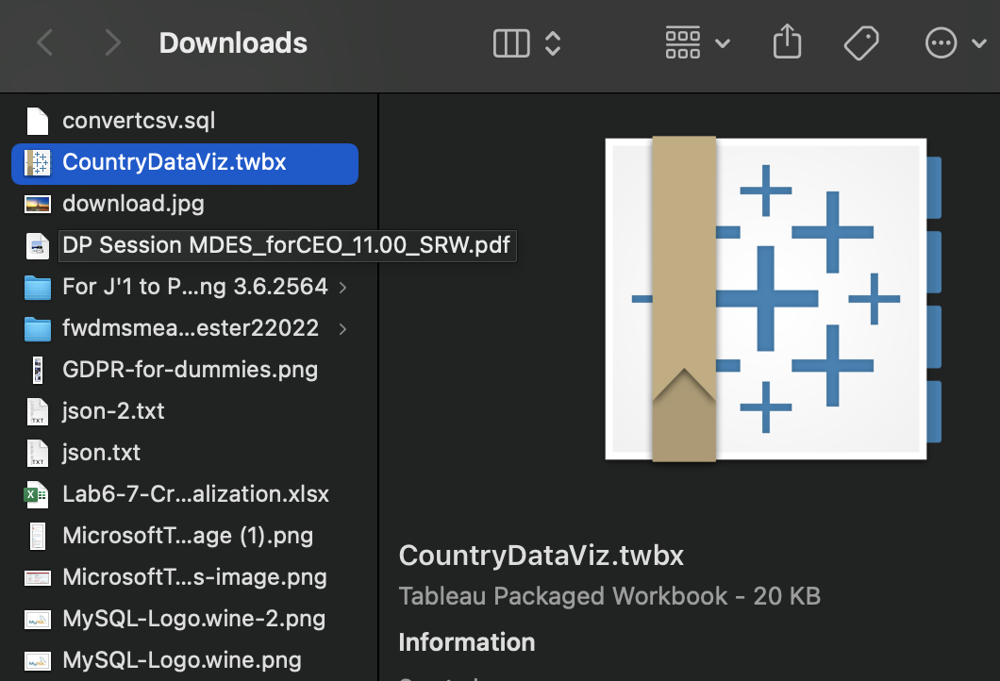 Downloads
convertcsv.sql
CountryDataViz.twbx
download.jpg
DP Session MDES_forCEO_11.00_SRW.pdf
For J'1 to P...ng 3.6.2564
fwdmsmea...ester22022
GDPR-for-dummies.png
json-2.txt
json.txt
Lab6-7-Cr...alization.xlsx
MicrosoftT...age (1).png
MicrosoftT...s-image.png
MySQL-Logo.wine-2.png
MySQL-Logo.wine.png
TXT
TXT
CountryDataViz.twbx
Tableau Packaged Workbook - 20 KB
Information